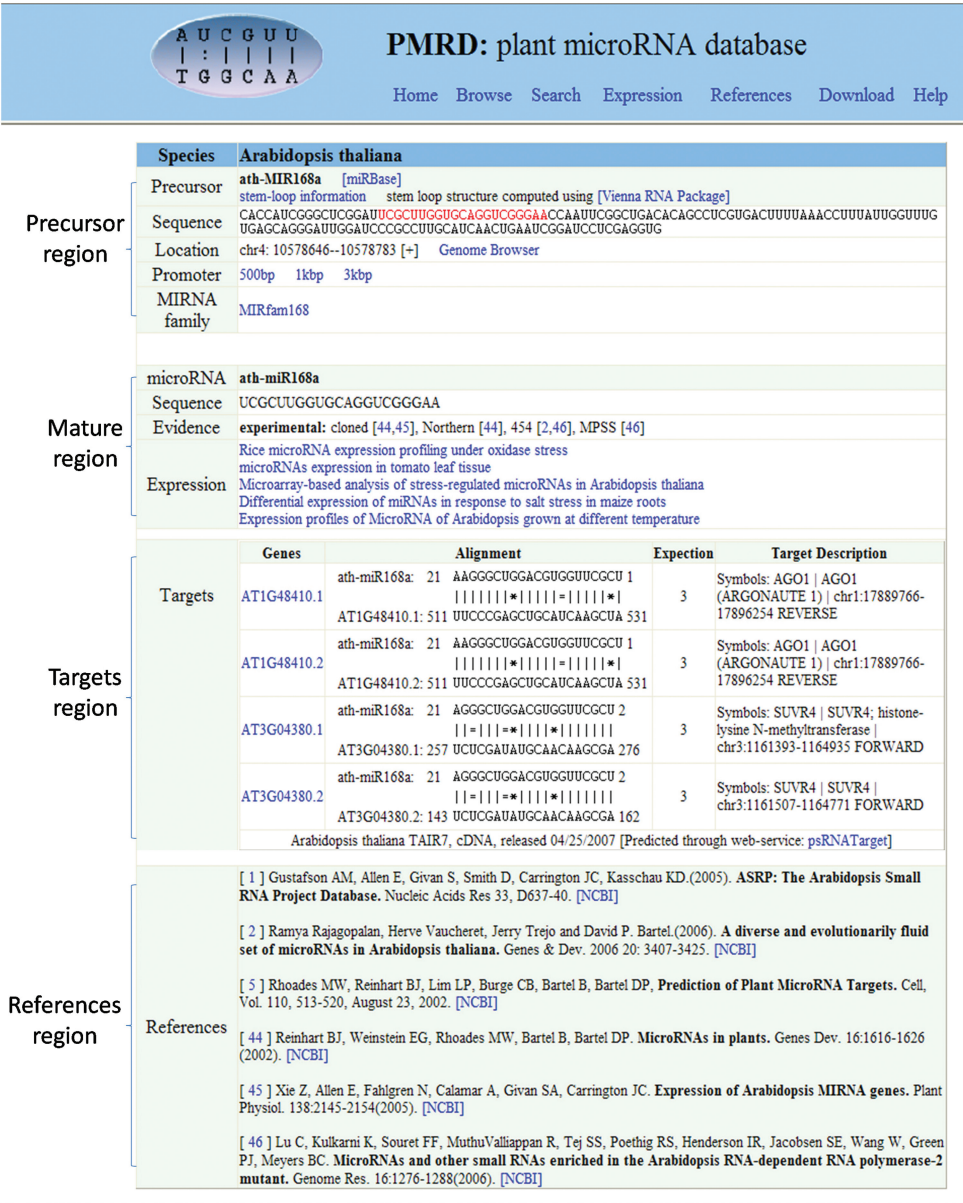 A U C G U U
| : | | | |
T G G C A A
PMRD: plant microRNA database
Home Browse Search Expression References Download Help
Species Arabidopsis thaliana
Precursor region
Precursor
ath-MIR168a [miRBase]
stem-loop information stem loop structure computed using [Vienna RNA Package]
Sequence
CACCAUCGGGCUCGGAUUCGCUUGGUGCAGGUCGGGAACCAAUUCGGCUGACACAGCCUCGUGACUUUUAAACCUUUAUUGGUUUG
UGAGCAGGGAUUGGAUCCCGCCUUGCAUCAACUGAAUCGGAUCCUCGAGGUG
Location chr4: 10578646--10578783 [+] Genome Browser
Promoter 500bp 1kbp 3kbp
MIRNA family MIRfam168
Mature region
microRNA ath-miR168a
Sequence UCGCUUGGUGCAGGUCGGGAA
Evidence experimental: cloned [44,45], Northern [44], 454 [2,46], MPSS [46]
Expression
Rice microRNA expression profiling under oxidase stress
microRNAs expression in tomato leaf tissue
Microarray-based analysis of stress-regulated microRNAs in Arabidopsis thaliana
Differential expression of miRNAs in response to salt stress in maize roots
Expression profiles of MicroRNA of Arabidopsis grown at different temperature
Targets region
Targets
Genes Alignment Expection Target Description
AT1G48410.1
ath-miR168a: 21 AAGGGCUGGACGUGGUUCGCU 1
|||||||*|||||=|||||*|
AT1G48410.1: 511 UUCCCGAGCUGCAUCAAGCUA 531
3
Symbols: AGO1 | AGO1
(ARGONAUTE 1) | chr1:17889766-
17896254 REVERSE
AT1G48410.2
ath-miR168a: 21 AAGGGCUGGACGUGGUUCGCU 1
|||||||*|||||=|||||*|
AT1G48410.2: 511 UUCCCGAGCUGCAUCAAGCUA 531
3
Symbols: AGO1 | AGO1
(ARGONAUTE 1) | chr1:17889766-
17896254 REVERSE
AT3G04380.1
ath-miR168a: 21 AGGGCUGGACGUGGUUCGCU 2
||=|||=*||||*|||||||
AT3G04380.1: 257 UCUCGAUAUGCAACAAGCGA 276
3
Symbols: SUVR4 | SUVR4; histone-
lysine N-methyltransferase |
chr3:1161393-1164935 FORWARD
AT3G04380.2
ath-miR168a: 21 AGGGCUGGACGUGGUUCGCU 2
||=|||=*||||*|||||||
AT3G04380.2: 143 UCUCGAUAUGCAACAAGCGA 162
3
Symbols: SUVR4 | SUVR4 |
chr3:1161507-1164771 FORWARD
Arabidopsis thaliana TAIR7, cDNA, released 04/25/2007 [Predicted through web-service: psRNATarget]
References region
References
[ 1 ] Gustafson AM, Allen E, Givan S, Smith D, Carrington JC, Kasschau KD.(2005). ASRP: The Arabidopsis Small
RNA Project Database. Nucleic Acids Res 33, D637-40. [NCBI]
[ 2 ] Ramya Rajagopalan, Herve Vaucheret, Jerry Trejo and David P. Bartel.(2006). A diverse and evolutionarily fluid
set of microRNAs in Arabidopsis thaliana. Genes & Dev. 2006 20: 3407-3425. [NCBI]
[ 5 ] Rhoades MW, Reinhart BJ, Lim LP, Burge CB, Bartel B, Bartel DP, Prediction of Plant MicroRNA Targets. Cell,
Vol. 110, 513-520, August 23, 2002. [NCBI]
[ 44 ] Reinhart BJ, Weinstein EG, Rhoades MW, Bartel B, Bartel DP. MicroRNAs in plants. Genes Dev. 16:1616-1626
(2002). [NCBI]
[ 45 ] Xie Z, Allen E, Fahlgren N, Calamar A, Givan SA, Carrington JC. Expression of Arabidopsis MIRNA genes. Plant
Physiol. 138:2145-2154(2005). [NCBI]
[ 46 ] Lu C, Kulkarni K, Souret FF, MuthuValliappan R, Tej SS, Poethig RS, Henderson IR, Jacobsen SE, Wang W, Green
PJ, Meyers BC. MicroRNAs and other small RNAs enriched in the Arabidopsis RNA-dependent RNA polymerase-2
mutant. Genome Res. 16:1276-1288(2006). [NCBI]